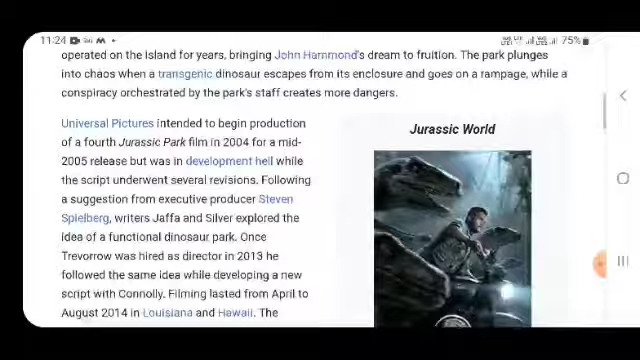 11:24
75%
operated on the Island for years, bringing John Hammond's dream to fruition. The park plunges
into chaos when a transgenic dinosaur escapes from its enclosure and goes on a rampage, while a
conspiracy orchestrated by the park's staff creates more dangers.
Universal Pictures intended to begin production
of a fourth Jurassic Park film in 2004 for a mid-
2005 release but was in development hell while
the script underwent several revisions. Following
a suggestion from executive producer Steven
Spielberg, writers Jaffa and Silver explored the
idea of a functional dinosaur park. Once
Trevorrow was hired as director in 2013 he
followed the same idea while developing a new
script with Connolly. Filming lasted from April to
August 2014 in Louisiana and Hawaii. The
Jurassic World